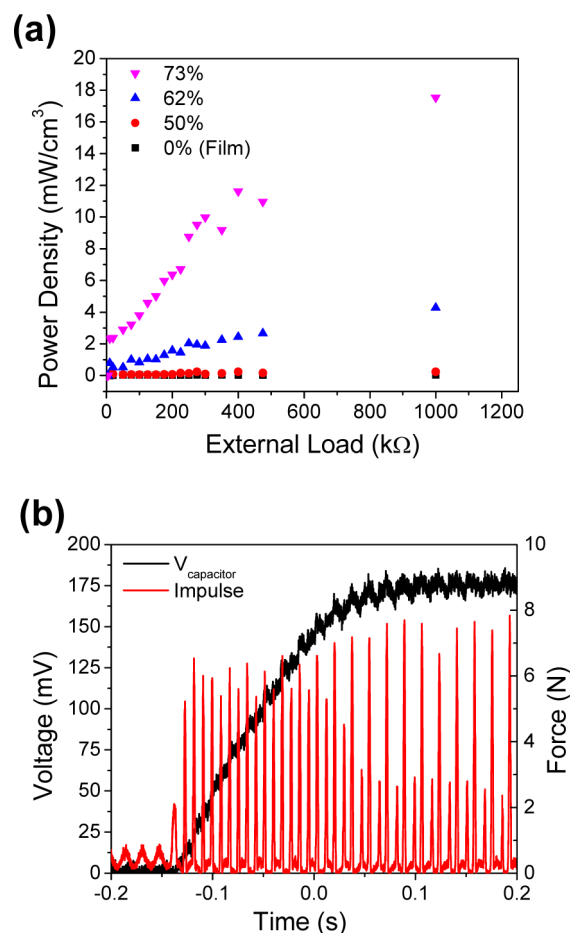 (a)
Power Density (mW/cm³)
20
18
16
14
12
10
8
6
4
2
0
73%
62%
50%
0% (Film)
0 200 400 600 800 1000 1200
External Load (kΩ)
(b)
Voltage (mV)
200
175
150
125
100
75
50
25
0
V_capacitor
Impulse
10
8
6
4
2
0
Force (N)
-0.2 -0.1 0.0 0.1 0.2
Time (s)